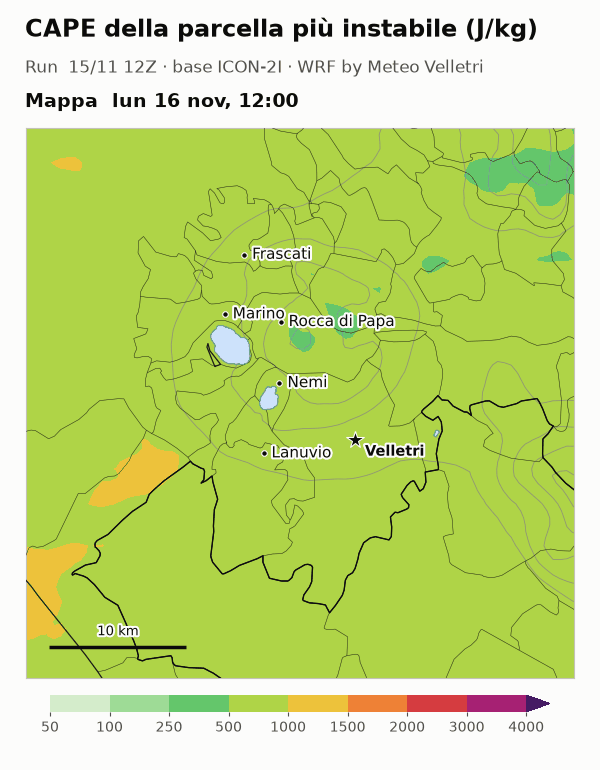 CAPE della parcella più instabile (J/kg)
Run  15/11 12Z · base ICON-2I · WRF by Meteo Velletri
Mappa  lun 16 nov, 12:00
Frascati
Marino
Rocca di Papa
Nemi
Velletri
Lanuvio
10 km
50 100 250 500 1000 1500 2000 3000 4000